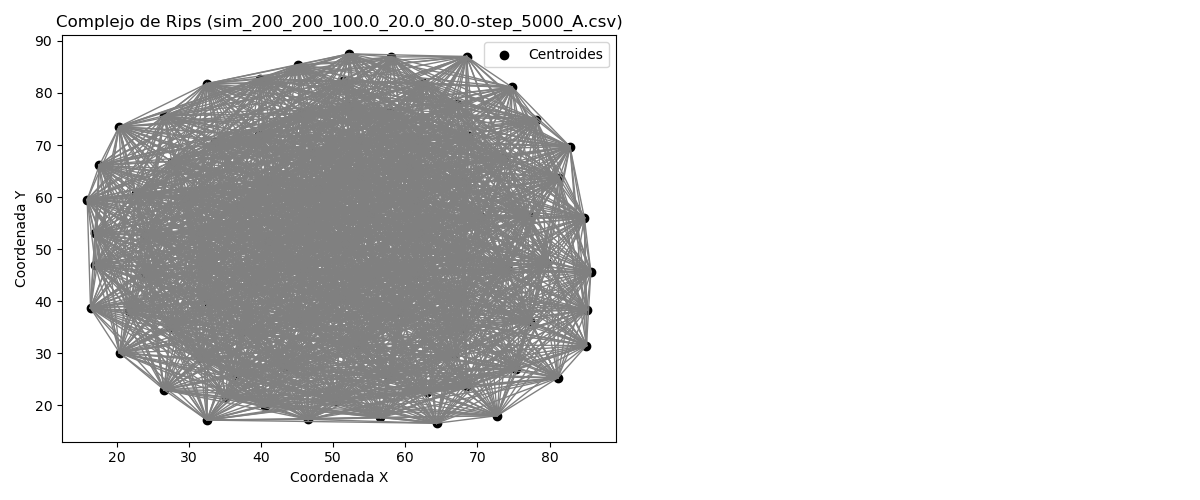 Complejo de Rips (sim_200_200_100.0_20.0_80.0-step_5000_A.csv)
90
80
70
60
50
40
30
20
Coordenada Y
Centroides
20 30 40 50 60 70 80
Coordenada X